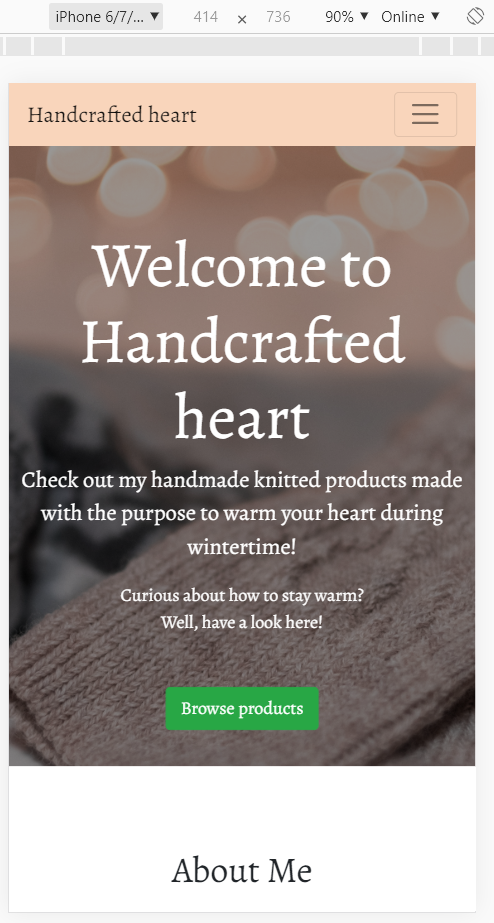 iPhone 6/7/... ▼ 414 × 736 90% ▼ Online ▼
Handcrafted heart
Welcome to
Handcrafted
heart
Check out my handmade knitted products made
with the purpose to warm your heart during
wintertime!
Curious about how to stay warm?
Well, have a look here!
Browse products
About Me